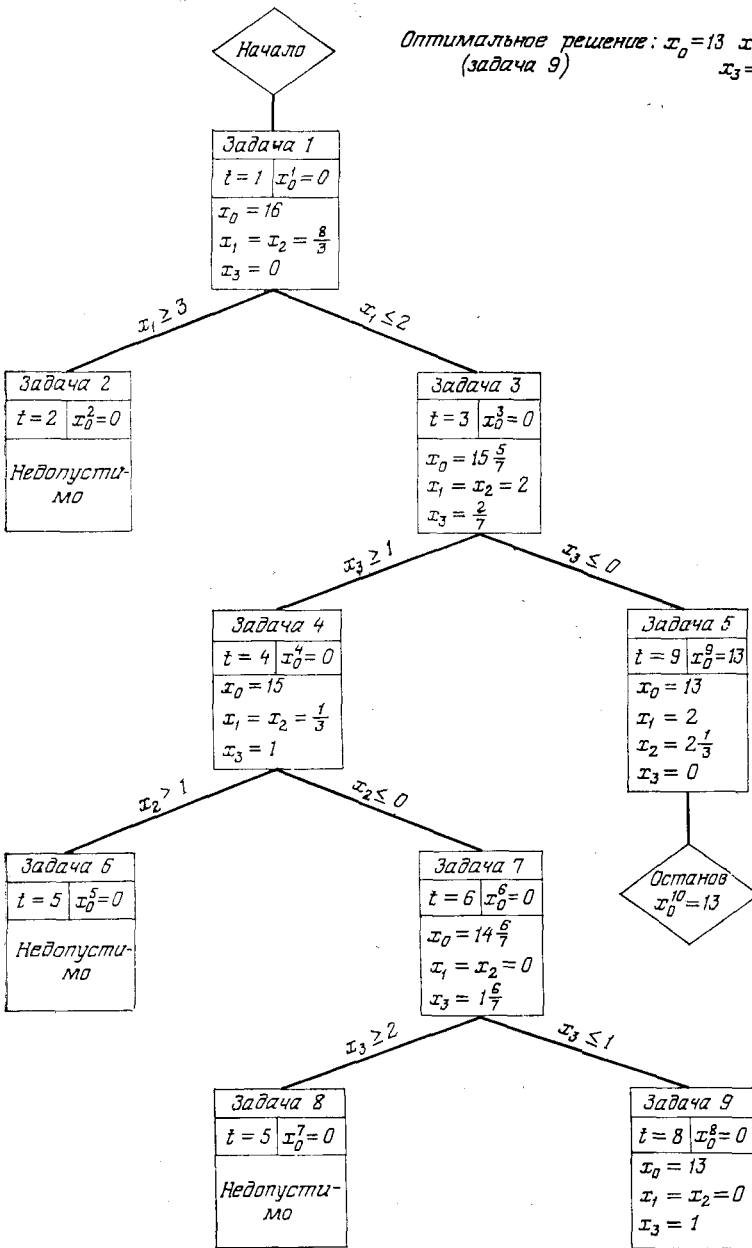 Начало
Оптимальное решение: x₀=13 x
(задача 9) x₃=
Задача 1
t=1 x₀¹=0
x₀=16
x₁=x₂=8/3
x₃=0
x₁≥3
x₁≤2
Задача 2
t=2 x₀²=0
Недопусти-
мо
Задача 3
t=3 x₀³=0
x₀=15 5/7
x₁=x₂=2
x₃=2/7
x₃≥1
x₃≤0
Задача 4
t=4 x₀⁴=0
x₀=15
x₁=x₂=1/3
x₃=1
Задача 5
t=9 x₀⁹=13
x₀=13
x₁=2
x₂=2 1/3
x₃=0
Останов
x₀¹⁰=13
x₂>1
x₂≤0
Задача 6
t=5 x₀⁵=0
Недопусти-
мо
Задача 7
t=6 x₀⁶=0
x₀=14 6/7
x₁=x₂=0
x₃=1 6/7
x₃≥2
x₃≤1
Задача 8
t=5 x₀⁷=0
Недопусти-
мо
Задача 9
t=8 x₀⁸=0
x₀=13
x₁=x₂=0
x₃=1